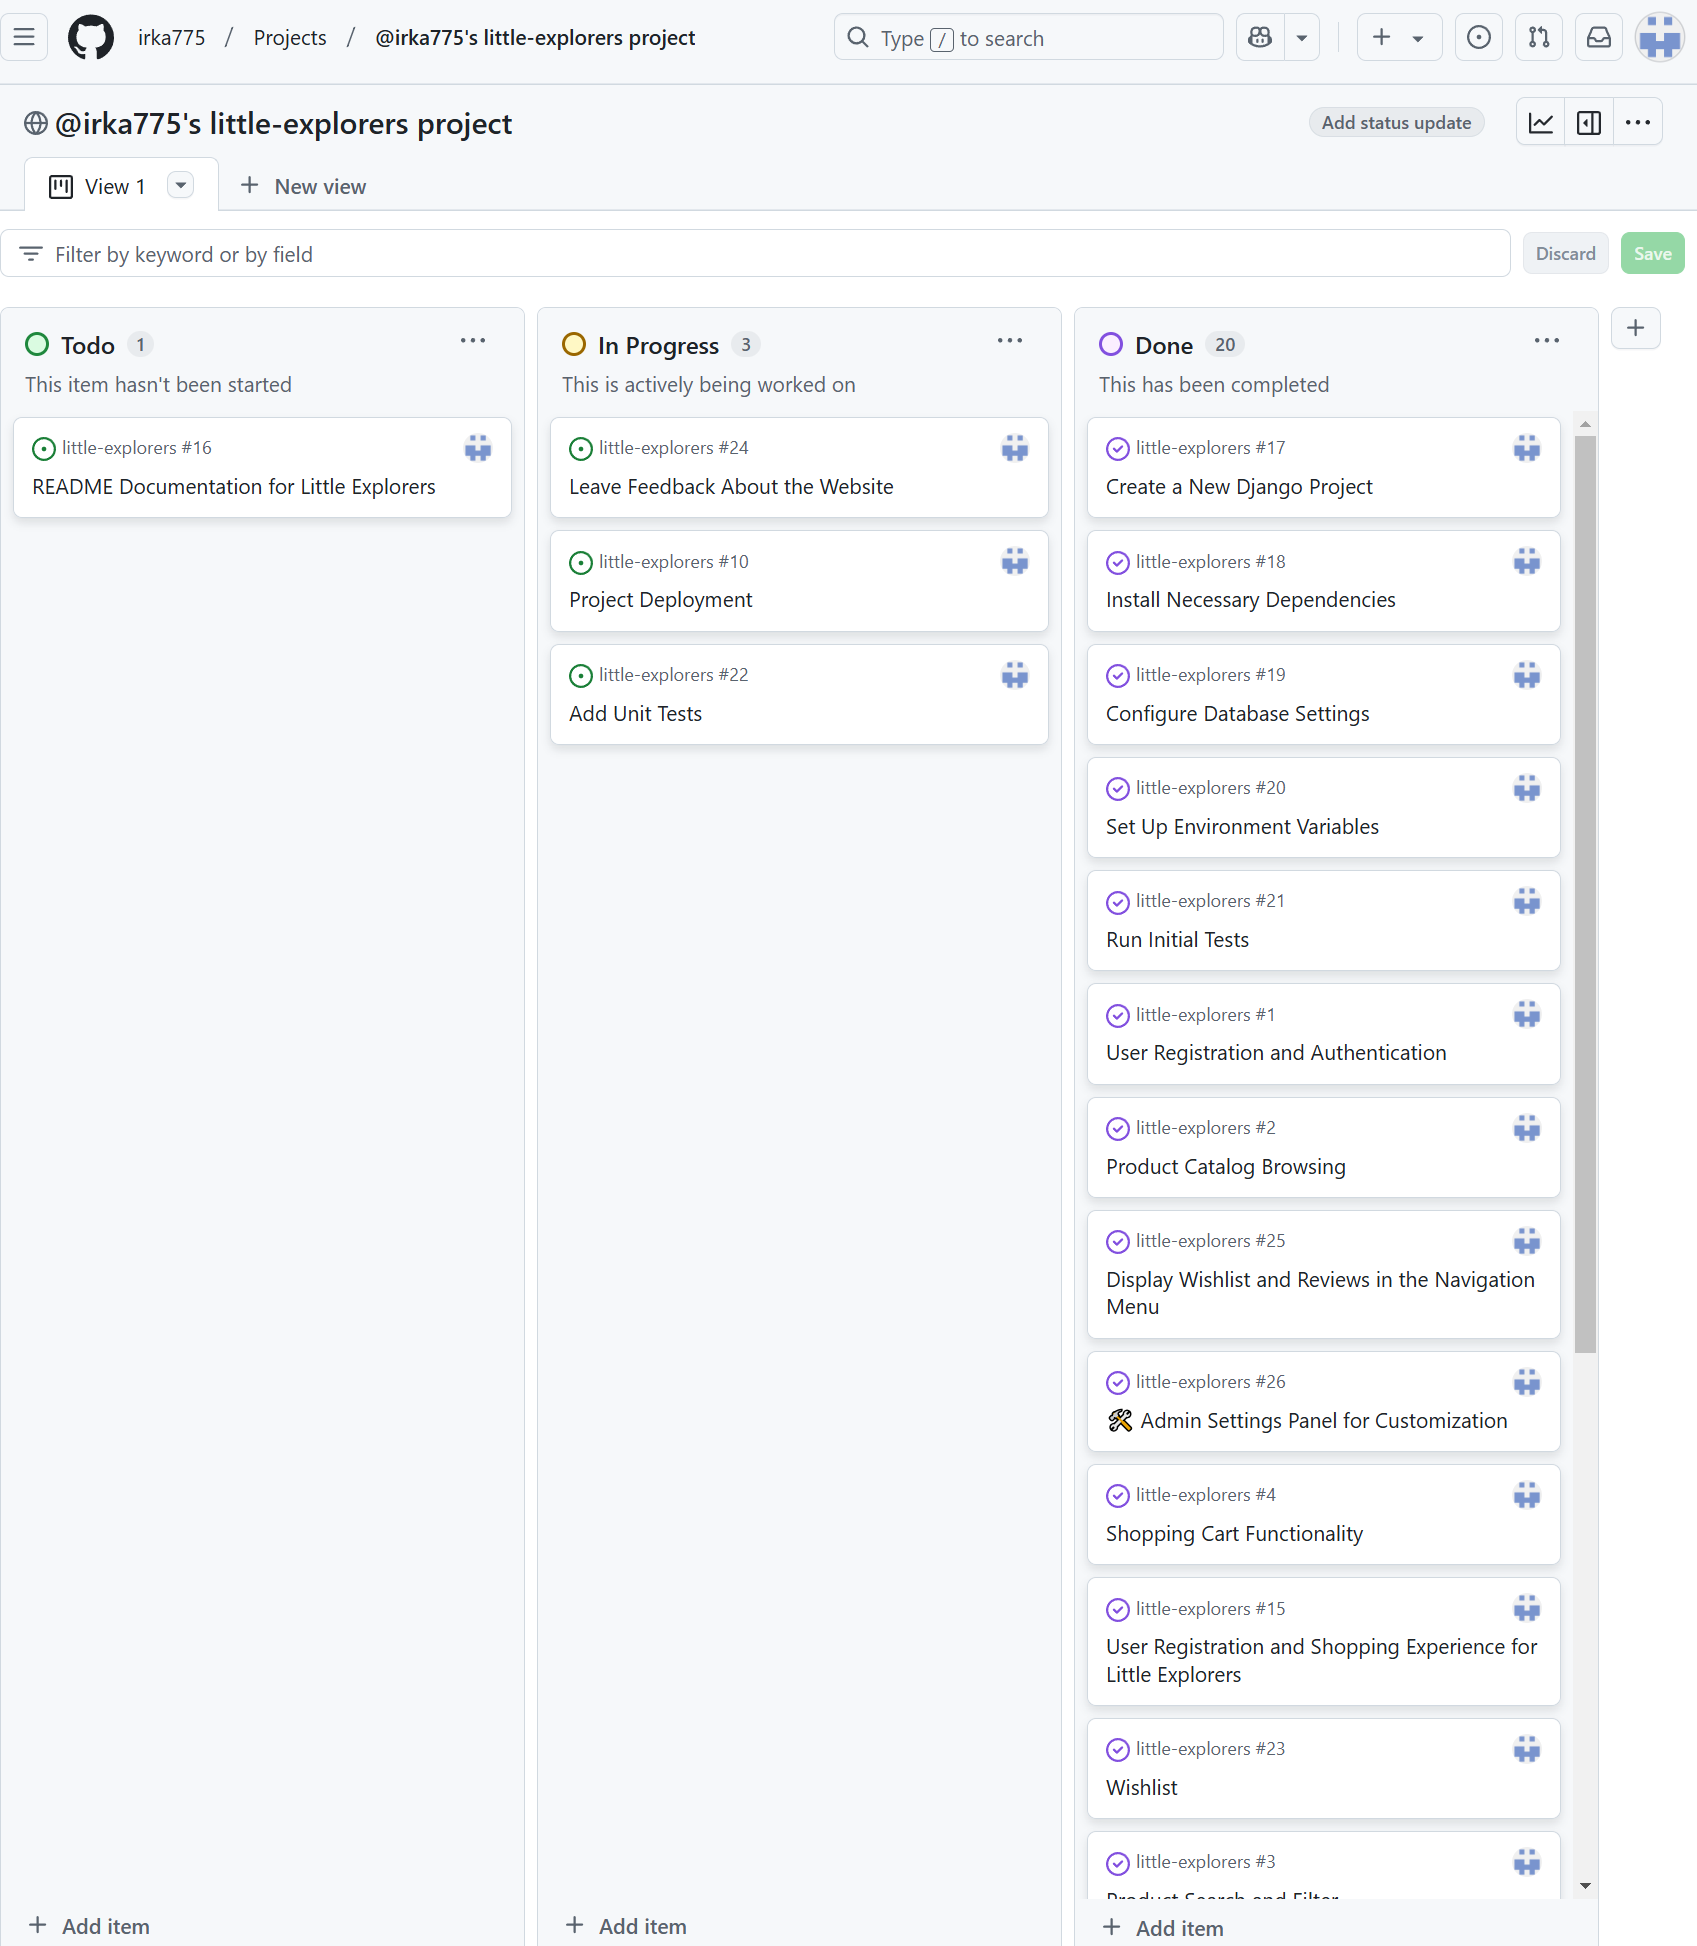 irka775 / Projects / @irka775's little-explorers project
Type / to search
@irka775's little-explorers project
Add status update
View 1
New view
Filter by keyword or by field
Discard
Save
Todo 1
This item hasn't been started
little-explorers #16
README Documentation for Little Explorers
Add item
In Progress 3
This is actively being worked on
little-explorers #24
Leave Feedback About the Website
little-explorers #10
Project Deployment
little-explorers #22
Add Unit Tests
Add item
Done 20
This has been completed
little-explorers #17
Create a New Django Project
little-explorers #18
Install Necessary Dependencies
little-explorers #19
Configure Database Settings
little-explorers #20
Set Up Environment Variables
little-explorers #21
Run Initial Tests
little-explorers #1
User Registration and Authentication
little-explorers #2
Product Catalog Browsing
little-explorers #25
Display Wishlist and Reviews in the Navigation
Menu
little-explorers #26
🛠 Admin Settings Panel for Customization
little-explorers #4
Shopping Cart Functionality
little-explorers #15
User Registration and Shopping Experience for
Little Explorers
little-explorers #23
Wishlist
little-explorers #3
Product Search and Filter
Add item